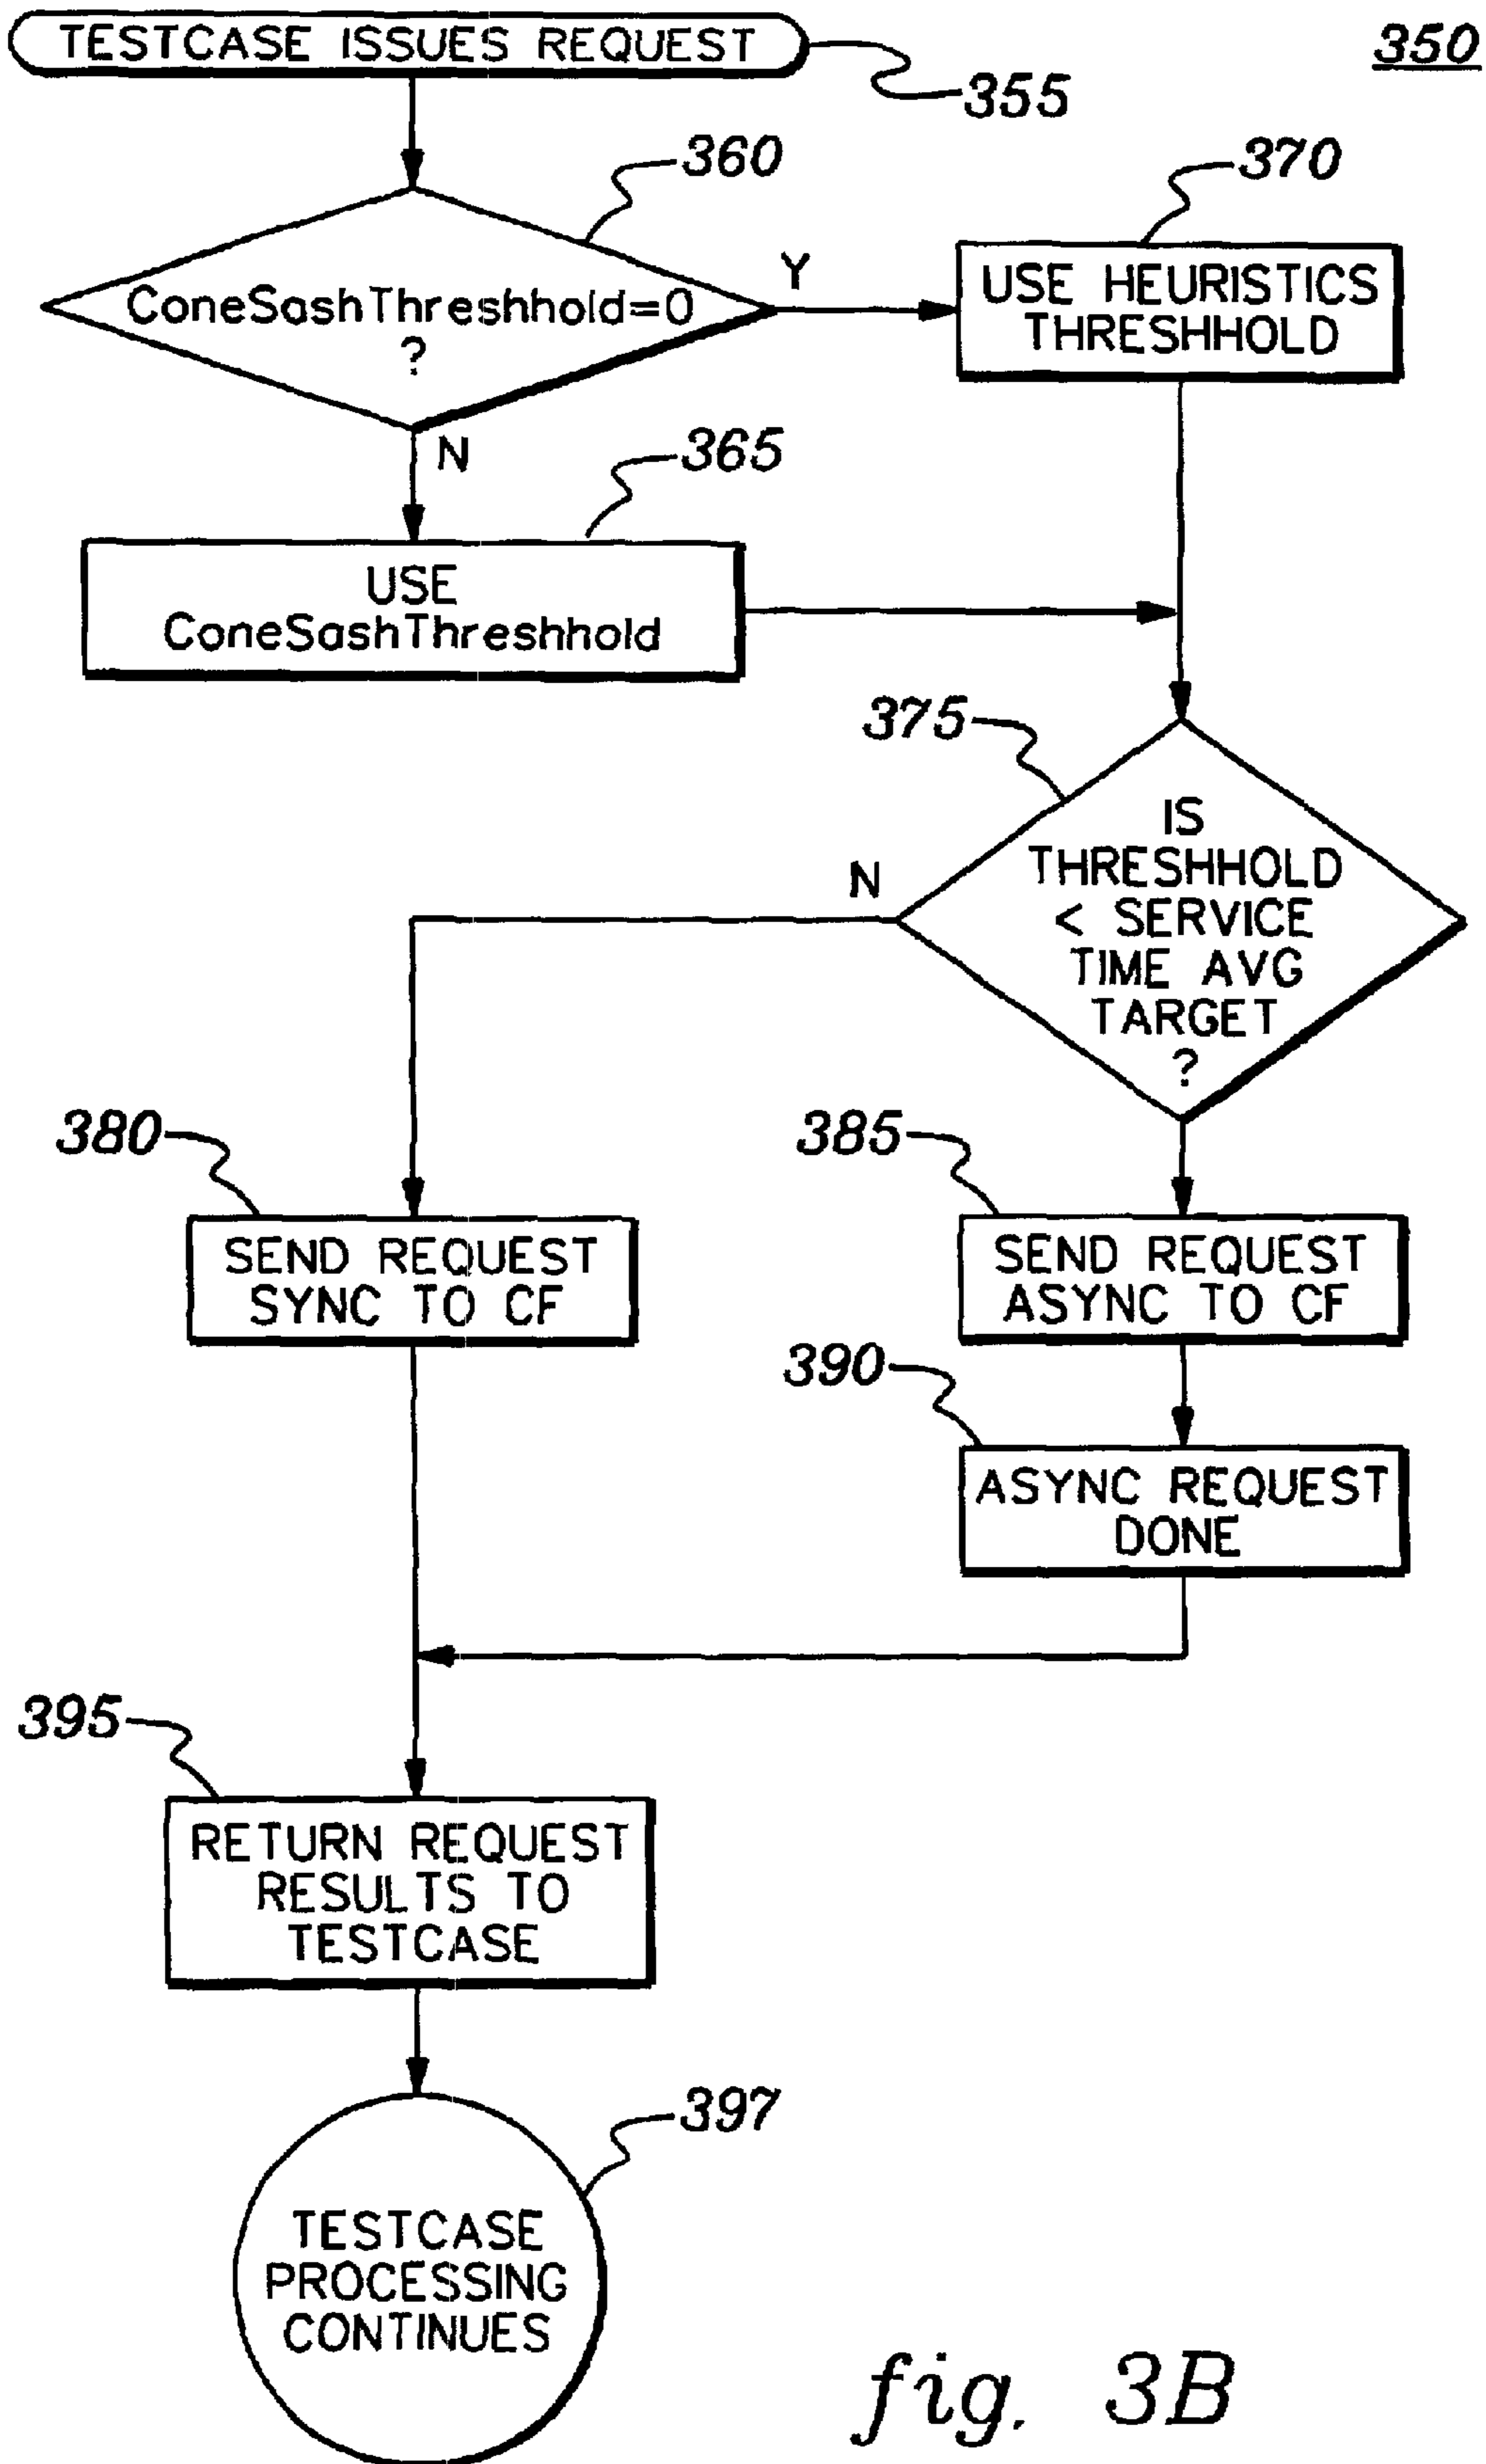 TESTCASE ISSUES REQUEST
350
355
360
370
ConeSashThreshhold=0
?
Y
USE HEURISTICS
THRESHHOLD
N
365
USE
ConeSashThreshhold
375
IS
THRESHHOLD
< SERVICE
TIME AVG
TARGET
?
N
380
385
SEND REQUEST
SYNC TO CF
SEND REQUEST
ASYNC TO CF
390
ASYNC REQUEST
DONE
395
RETURN REQUEST
RESULTS TO
TESTCASE
397
TESTCASE
PROCESSING
CONTINUES
fig. 3B